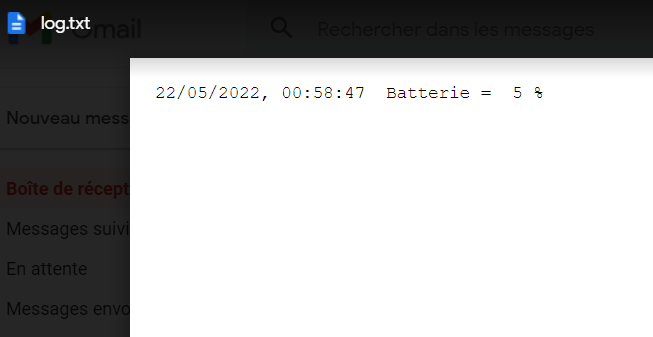 log.txt
Gmail
Rechercher dans les messages
22/05/2022, 00:58:47  Batterie =  5 %
Nouveau mess
Boîte de récept
Messages suivi
En attente
Messages envo